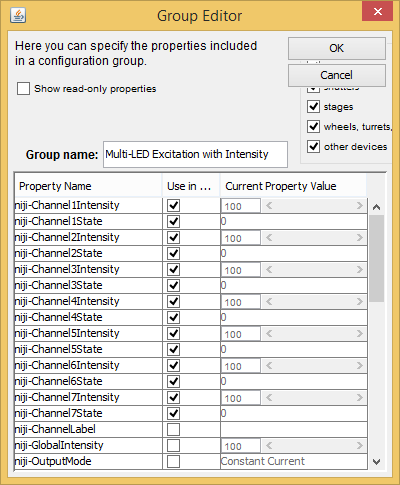 Group Editor
Here you can specify the properties included
in a configuration group.
OK
Cancel
Show read-only properties
stages
wheels, turrets,
other devices
Group name: Multi-LED Excitation with Intensity
Property Name Use in ... Current Property Value
niji-Channel1Intensity 100
niji-Channel1State 0
niji-Channel2Intensity 100
niji-Channel2State 0
niji-Channel3Intensity 100
niji-Channel3State 0
niji-Channel4Intensity 100
niji-Channel4State 0
niji-Channel5Intensity 100
niji-Channel5State 0
niji-Channel6Intensity 100
niji-Channel6State 0
niji-Channel7Intensity 100
niji-Channel7State 0
niji-ChannelLabel
niji-GlobalIntensity 100
niji-OutputMode Constant Current